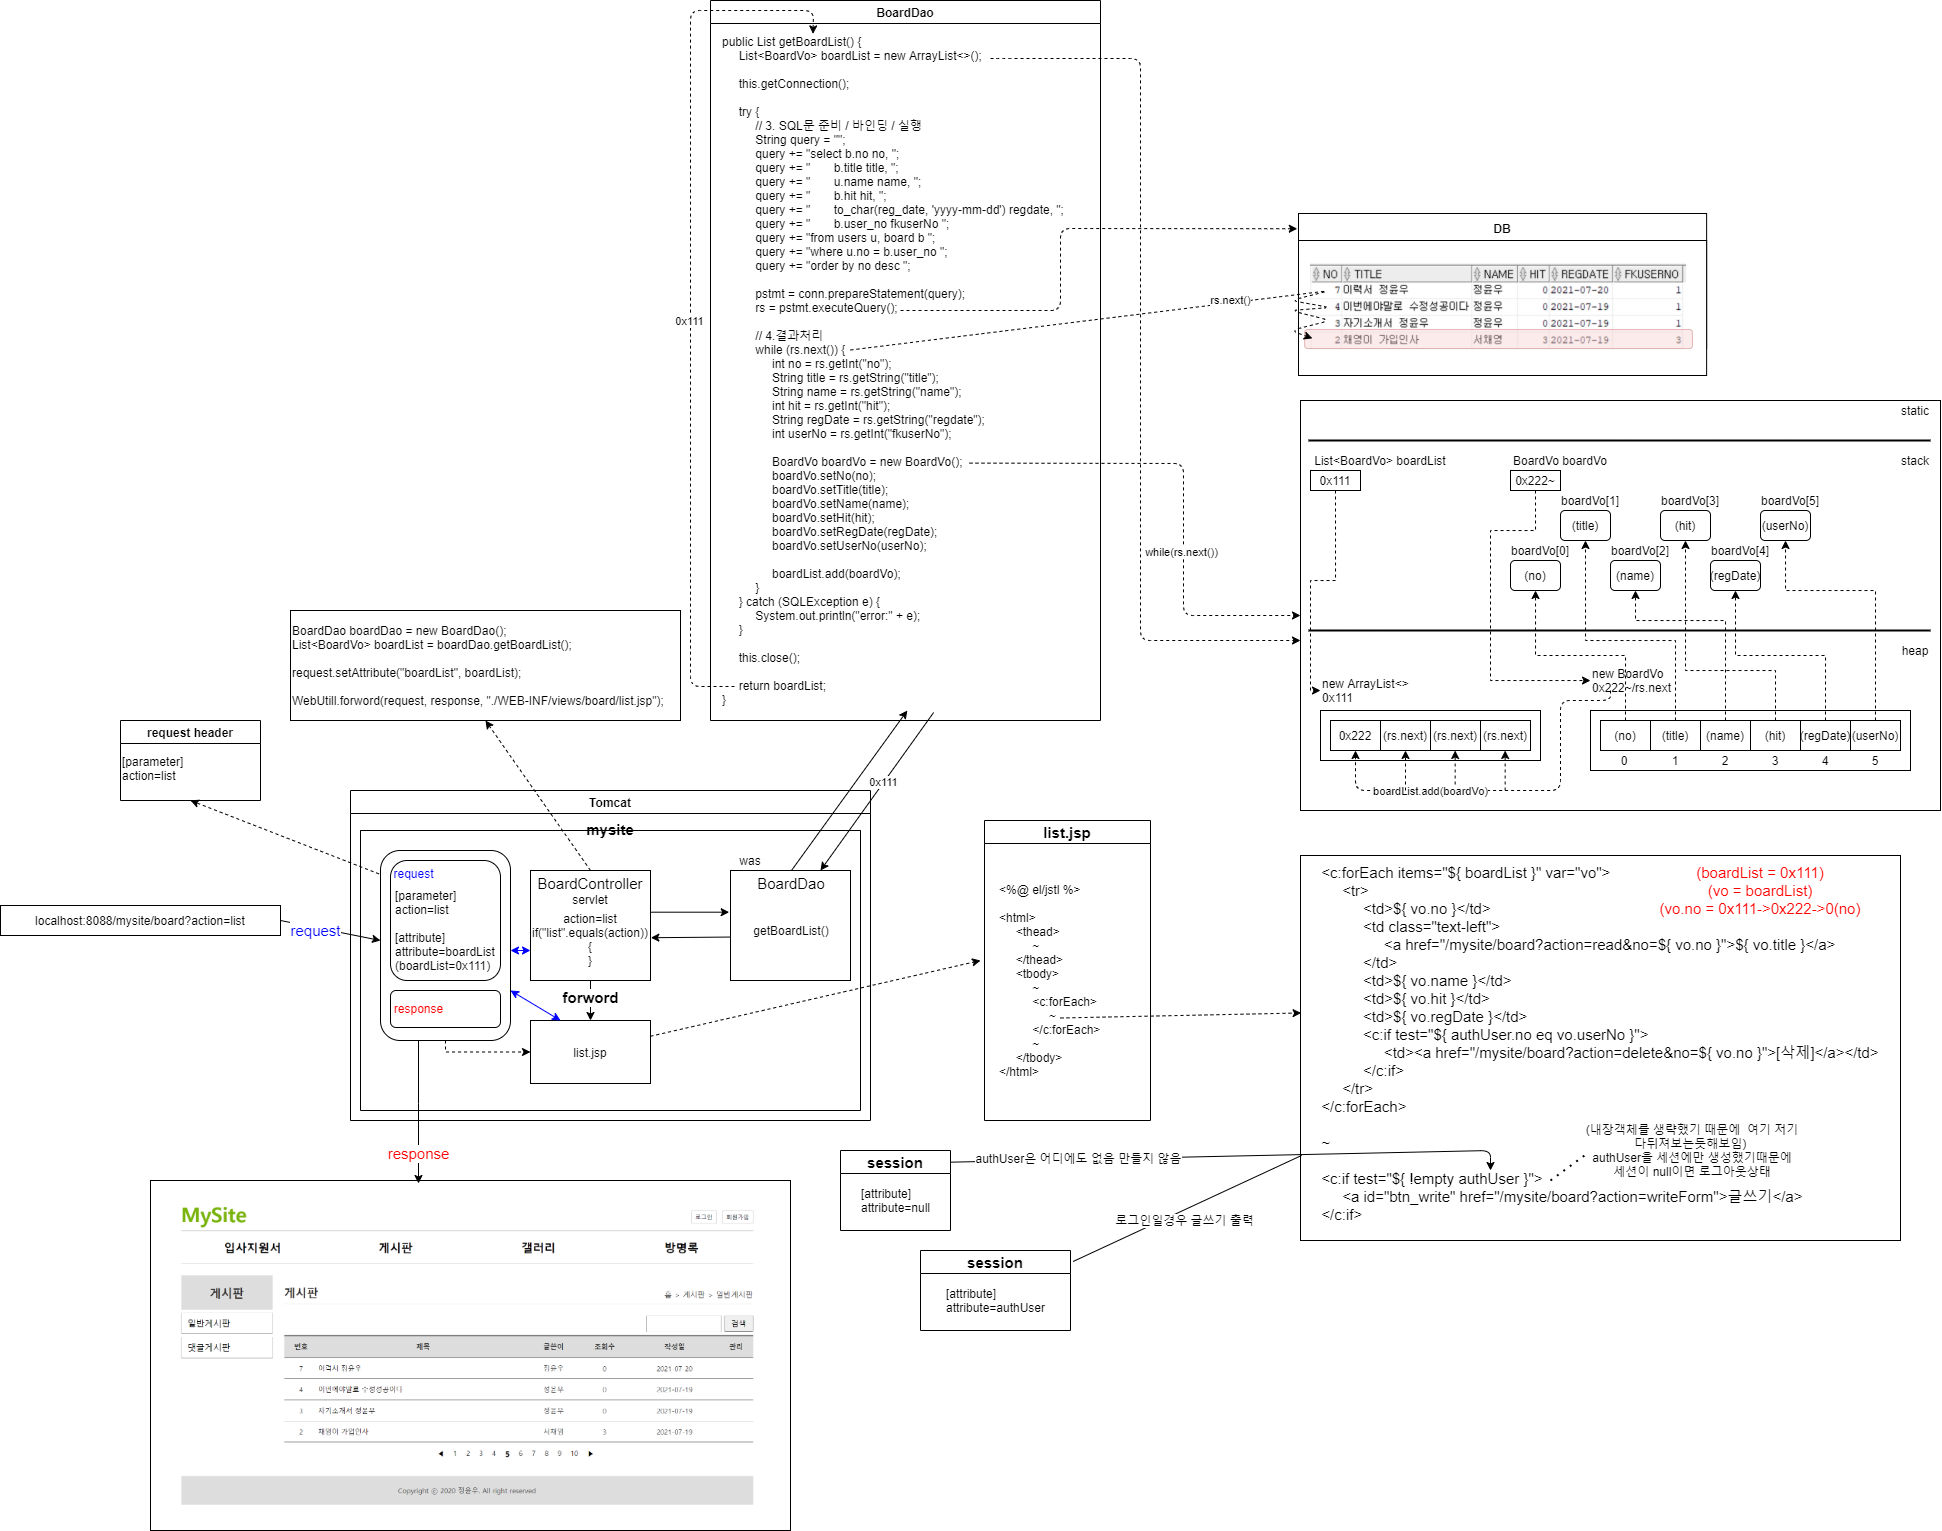 BoardDao
public List getBoardList() {
List<BoardVo> boardList = new ArrayList<>();
this.getConnection();
try {
// 3. SQL문 준비 / 바인딩 / 실행
String query = "";
query += "select b.no no, ";
query += "       b.title title, ";
query += "       u.name name, ";
query += "       b.hit hit, ";
query += "       to_char(reg_date, 'yyyy-mm-dd') regdate, ";
query += "       b.user_no fkuserNo ";
query += "from users u, board b ";
query += "where u.no = b.user_no ";
query += "order by no desc ";
pstmt = conn.prepareStatement(query);
rs = pstmt.executeQuery();
// 4.결과처리
while (rs.next()) {
int no = rs.getInt("no");
String title = rs.getString("title");
String name = rs.getString("name");
int hit = rs.getInt("hit");
String regDate = rs.getString("regdate");
int userNo = rs.getInt("fkuserNo");
BoardVo boardVo = new BoardVo();
boardVo.setNo(no);
boardVo.setTitle(title);
boardVo.setName(name);
boardVo.setHit(hit);
boardVo.setRegDate(regDate);
boardVo.setUserNo(userNo);
boardList.add(boardVo);
}
} catch (SQLException e) {
System.out.println("error:" + e);
}
this.close();
return boardList;
}
0x111
rs.next()
while(rs.next())
DB
NO TITLE NAME HIT REGDATE FKUSERNO
7 이력서 정윤우 정윤우 0 2021-07-20 1
4 이번에야말로 수정성공이다 정윤우 0 2021-07-19 1
3 자기소개서 정윤우 정윤우 0 2021-07-19 1
2 채영이 가입인사 서채영 3 2021-07-19 3
static
List<BoardVo> boardList
BoardVo boardVo
stack
0x111
0x222~
boardVo[1]
boardVo[3]
boardVo[5]
(title)
(hit)
(userNo)
boardVo[0]
boardVo[2]
boardVo[4]
(no)
(name)
(regDate)
heap
new ArrayList<>
0x111
new BoardVo
0x222~/rs.next
0x222 (rs.next) (rs.next) (rs.next)
(no) (title) (name) (hit) (regDate) (userNo)
0 1 2 3 4 5
boardList.add(boardVo)
BoardDao boardDao = new BoardDao();
List<BoardVo> boardList = boardDao.getBoardList();
request.setAttribute("boardList", boardList);
WebUtill.forword(request, response, "./WEB-INF/views/board/list.jsp");
request header
[parameter]
action=list
0x111
Tomcat
mysite
was
request
[parameter]
action=list
[attribute]
attribute=boardList
(boardList=0x111)
response
BoardController
servlet
action=list
if("list".equals(action))
{
}
BoardDao
getBoardList()
forword
list.jsp
localhost:8088/mysite/board?action=list
request
response
list.jsp
<%@ el/jstl %>
<html>
<thead>
~
</thead>
<tbody>
~
<c:forEach>
~
</c:forEach>
~
</tbody>
</html>
<c:forEach items="${ boardList }" var="vo">
<tr>
<td>${ vo.no }</td>
<td class="text-left">
<a href="/mysite/board?action=read&no=${ vo.no }">${ vo.title }</a>
</td>
<td>${ vo.name }</td>
<td>${ vo.hit }</td>
<td>${ vo.regDate }</td>
<c:if test="${ authUser.no eq vo.userNo }">
<td><a href="/mysite/board?action=delete&no=${ vo.no }">[삭제]</a></td>
</c:if>
</tr>
</c:forEach>
~
<c:if test="${ !empty authUser }">
<a id="btn_write" href="/mysite/board?action=writeForm">글쓰기</a>
</c:if>
(boardList = 0x111)
(vo = boardList)
(vo.no = 0x111->0x222->0(no)
(내장객체를 생략했기 때문에 여기 저기
다뒤져보는듯해보임)
authUser을 세션에만 생성했기때문에
세션이 null이면 로그아웃상태
session
[attribute]
attribute=null
authUser은 어디에도 없음 만들지 않음
로그인일경우 글쓰기 출력
session
[attribute]
attribute=authUser
MySite
로그인 회원가입
입사지원서 게시판 갤러리 방명록
게시판
일반게시판
댓글게시판
게시판
홈 > 게시판 > 일반게시판
검색
번호 제목 글쓴이 조회수 작성일 관리
7 이력서 정윤우 정윤우 0 2021-07-20
4 이번에야말로 수정성공이다 정윤우 0 2021-07-19
3 자기소개서 정윤우 정윤우 0 2021-07-19
2 채영이 가입인사 서채영 3 2021-07-19
◀ 1 2 3 4 5 6 7 8 9 10 ▶
Copyright ⓒ 2020 정윤우. All right reserved